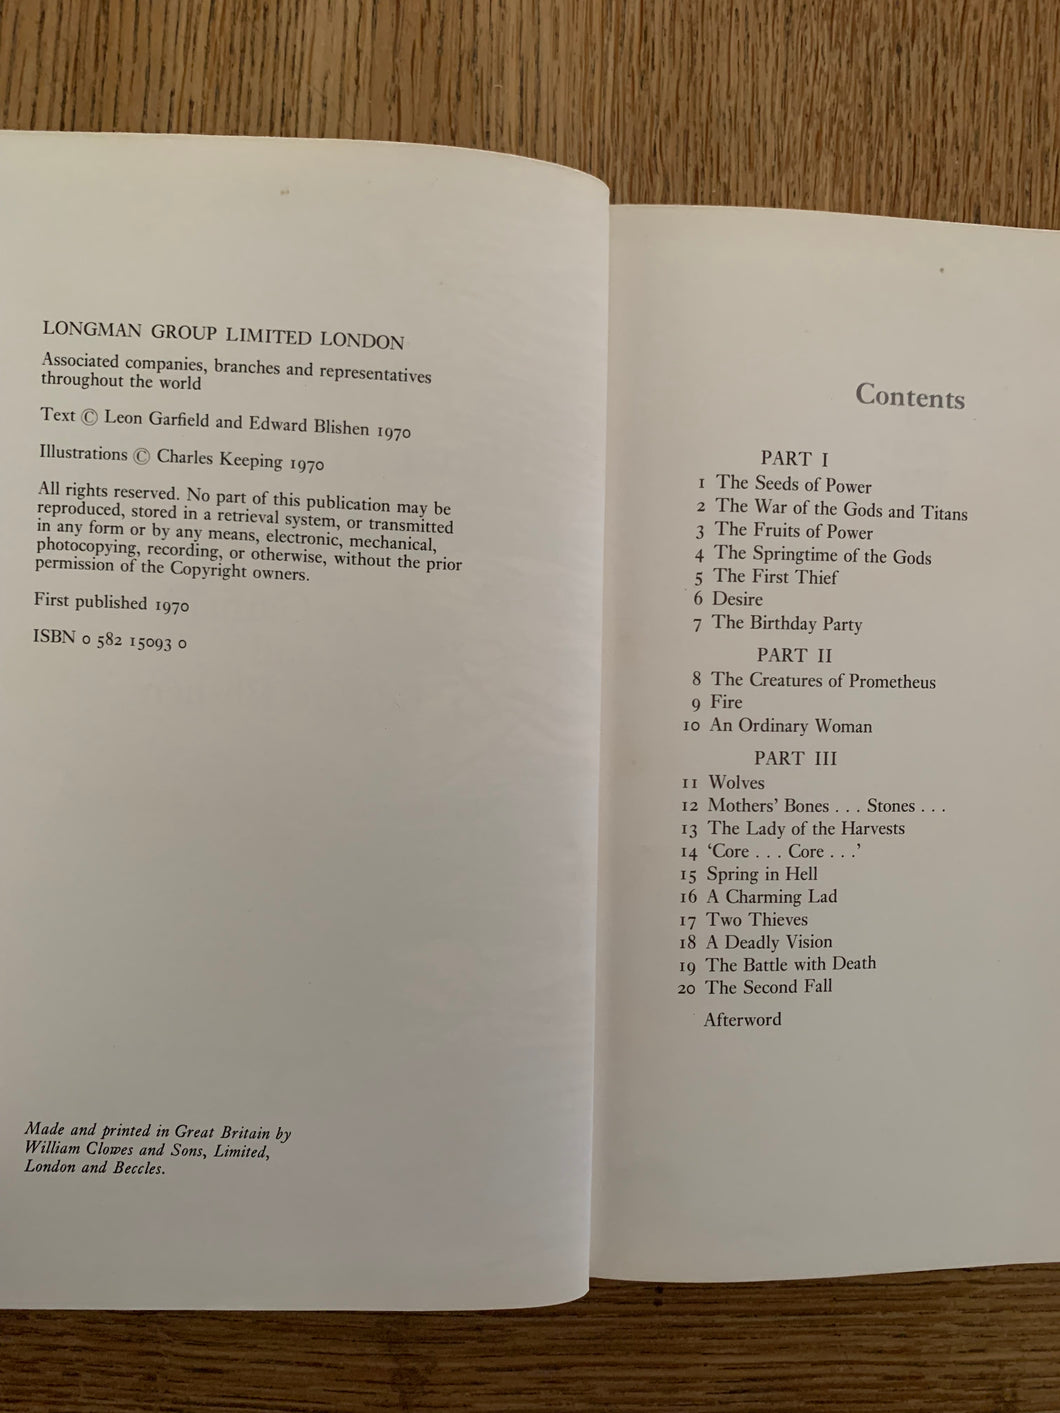 LONGMAN GROUP LIMITED LONDON
Associated companies, branches and representatives
throughout the world
Text © Leon Garfield and Edward Blishen 1970
Illustrations © Charles Keeping 1970
All rights reserved. No part of this publication may be
reproduced, stored in a retrieval system, or transmitted
in any form or by any means, electronic, mechanical,
photocopying, recording, or otherwise, without the prior
permission of the Copyright owners.
First published 1970
ISBN 0 582 15093 0
Made and printed in Great Britain by
William Clowes and Sons, Limited,
London and Beccles.
Contents
PART I
1 The Seeds of Power
2 The War of the Gods and Titans
3 The Fruits of Power
4 The Springtime of the Gods
5 The First Thief
6 Desire
7 The Birthday Party
PART II
8 The Creatures of Prometheus
9 Fire
10 An Ordinary Woman
PART III
11 Wolves
12 Mothers' Bones . . . Stones . . .
13 The Lady of the Harvests
14 ‘Core . . . Core . . .’
15 Spring in Hell
16 A Charming Lad
17 Two Thieves
18 A Deadly Vision
19 The Battle with Death
20 The Second Fall
Afterword